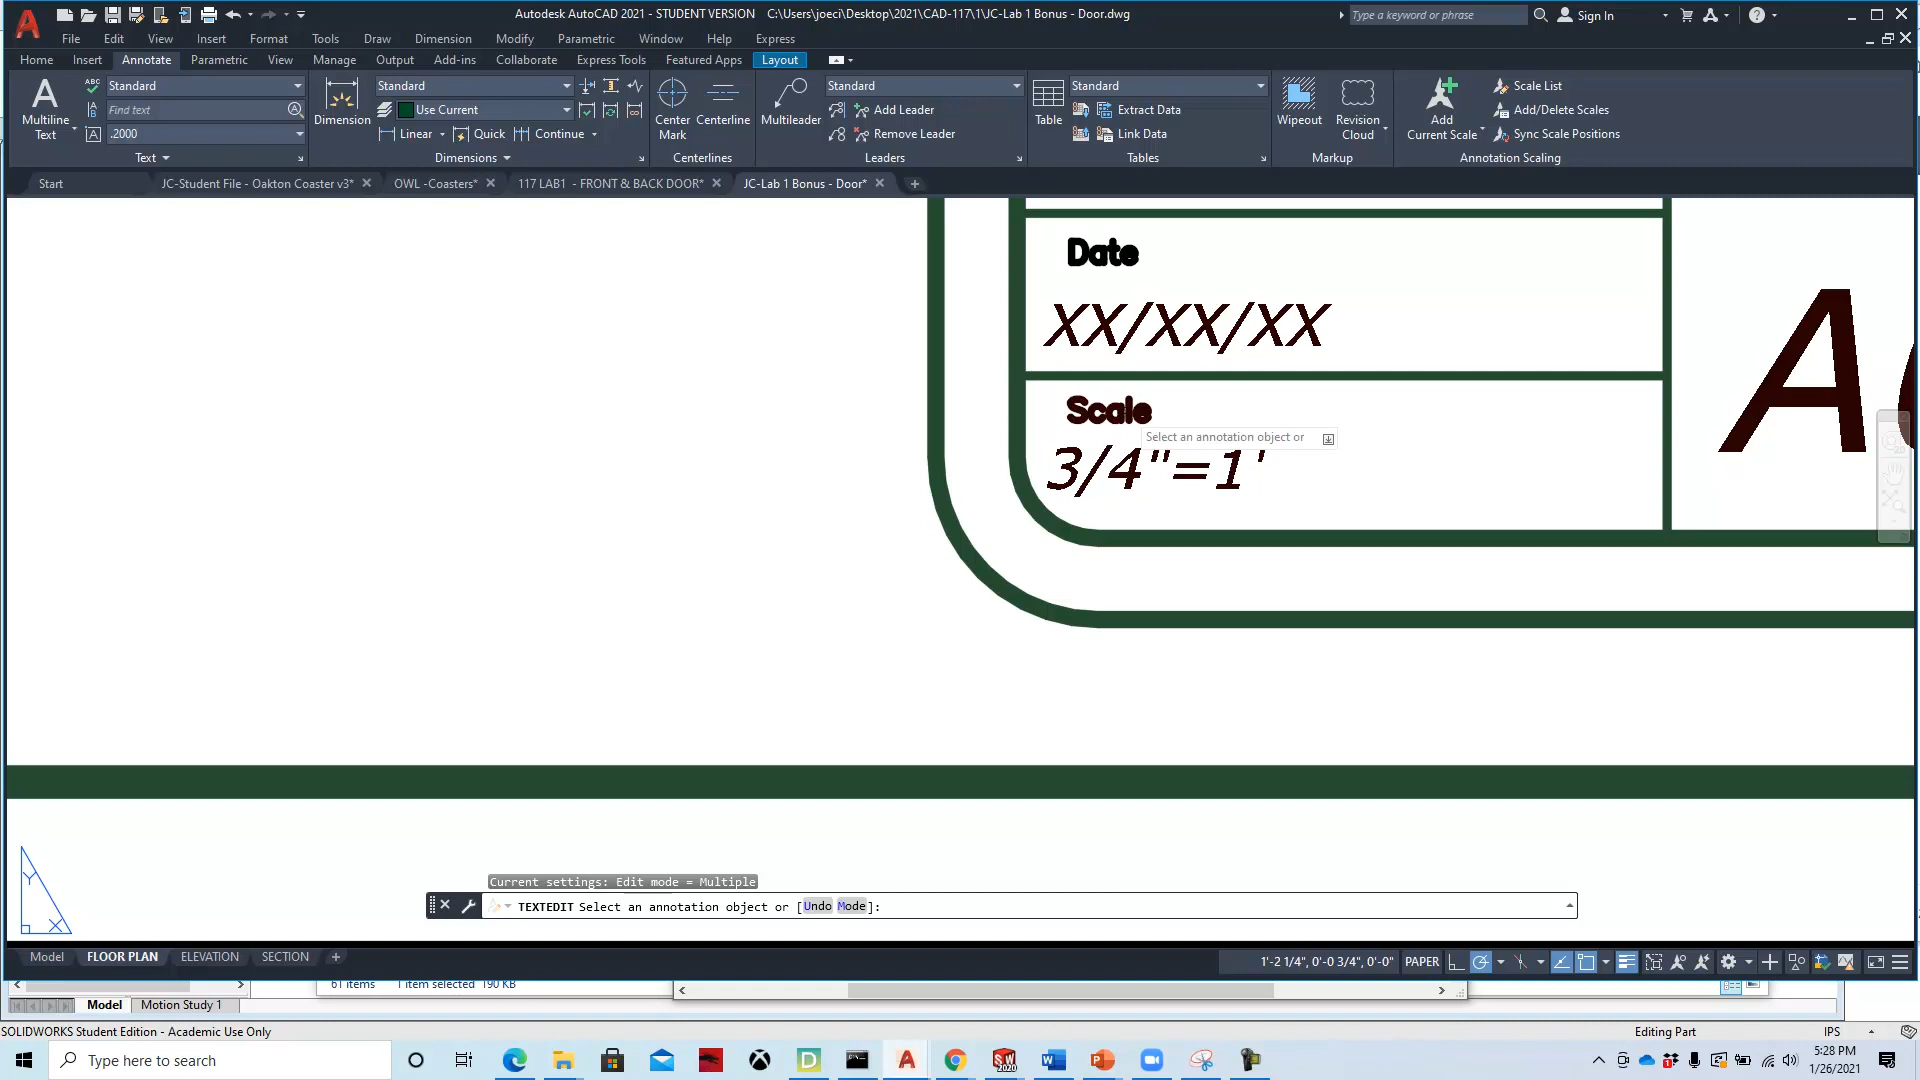 Autodesk AutoCAD 2021 - STUDENT VERSION C:\Users\joeci\Desktop\2021\CAD-117\1\JC-Lab 1 Bonus - Door.dwg
Type a keyword or phrase
Sign In
File Edit View Insert Format Tools Draw Dimension Modify Parametric Window Help Express
Home Insert Annotate Parametric View Manage Output Add-ins Collaborate Express Tools Featured Apps Layout
Multiline Text
ABC Standard
Find text
.2000
Text
Dimension
Standard
Use Current
Linear Quick Continue
Dimensions
Center Mark
Centerline
Centerlines
Multileader
Standard
Add Leader
Remove Leader
Leaders
Table
Standard
Extract Data
Link Data
Tables
Wipeout
Revision Cloud
Markup
Add Current Scale
Scale List
Add/Delete Scales
Sync Scale Positions
Annotation Scaling
Start JC-Student File - Oakton Coaster v3* OWL -Coasters* 117 LAB1 - FRONT & BACK DOOR* JC-Lab 1 Bonus - Door*
Date
XX/XX/XX
A
Scale
Select an annotation object or
3/4"=1'
Y
X
Current settings: Edit mode = Multiple
TEXTEDIT Select an annotation object or [Undo Mode]:
Model FLOOR PLAN ELEVATION SECTION
1'-2 1/4", 0'-0 3/4", 0'-0" PAPER
61 items 1 item selected 190 KB
Model Motion Study 1
SOLIDWORKS Student Edition - Academic Use Only
Editing Part IPS
Type here to search
5:28 PM
1/26/2021